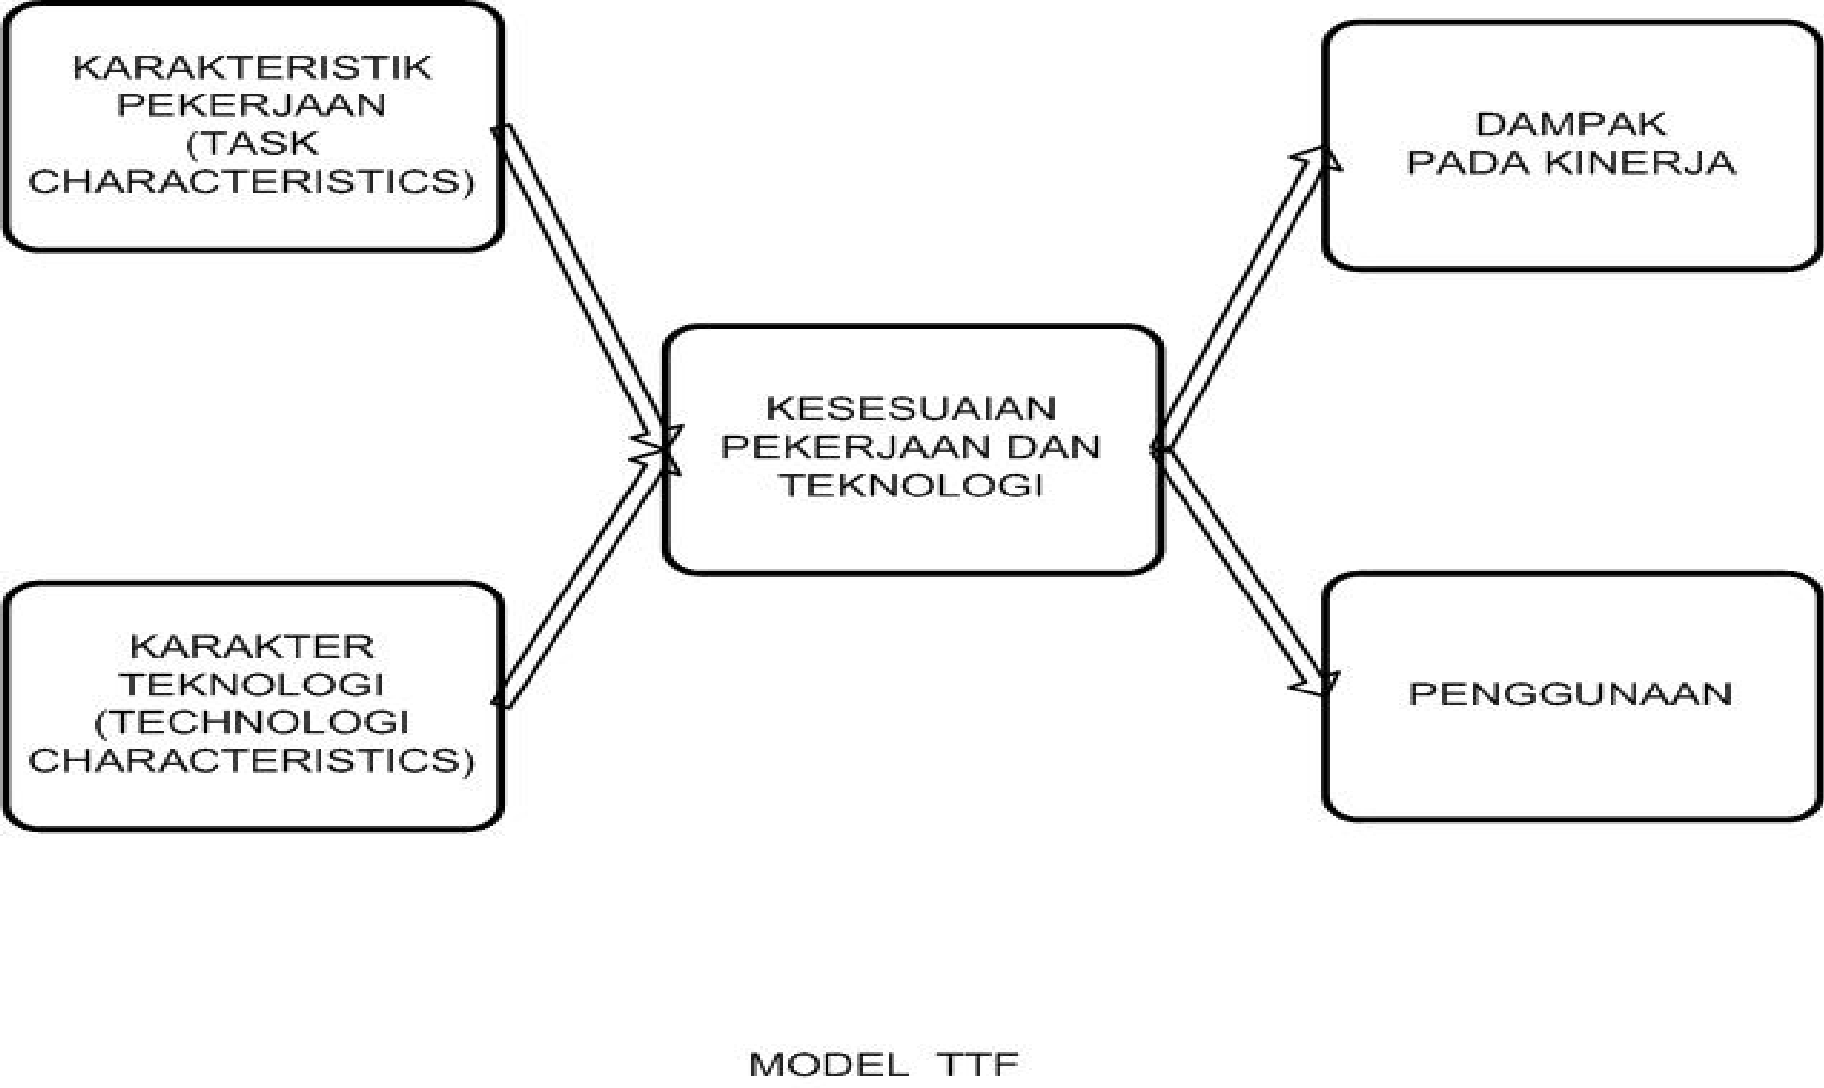 KARAKTERISTIK
PEKERJAAN
(TASK
CHARACTERISTICS)
DAMPAK
PADA KINERJA
KESESUAIAN
PEKERJAAN DAN
TEKNOLOGI
KARAKTER
TEKNOLOGI
(TECHNOLOGI
CHARACTERISTICS)
PENGGUNAAN
MODEL TTF